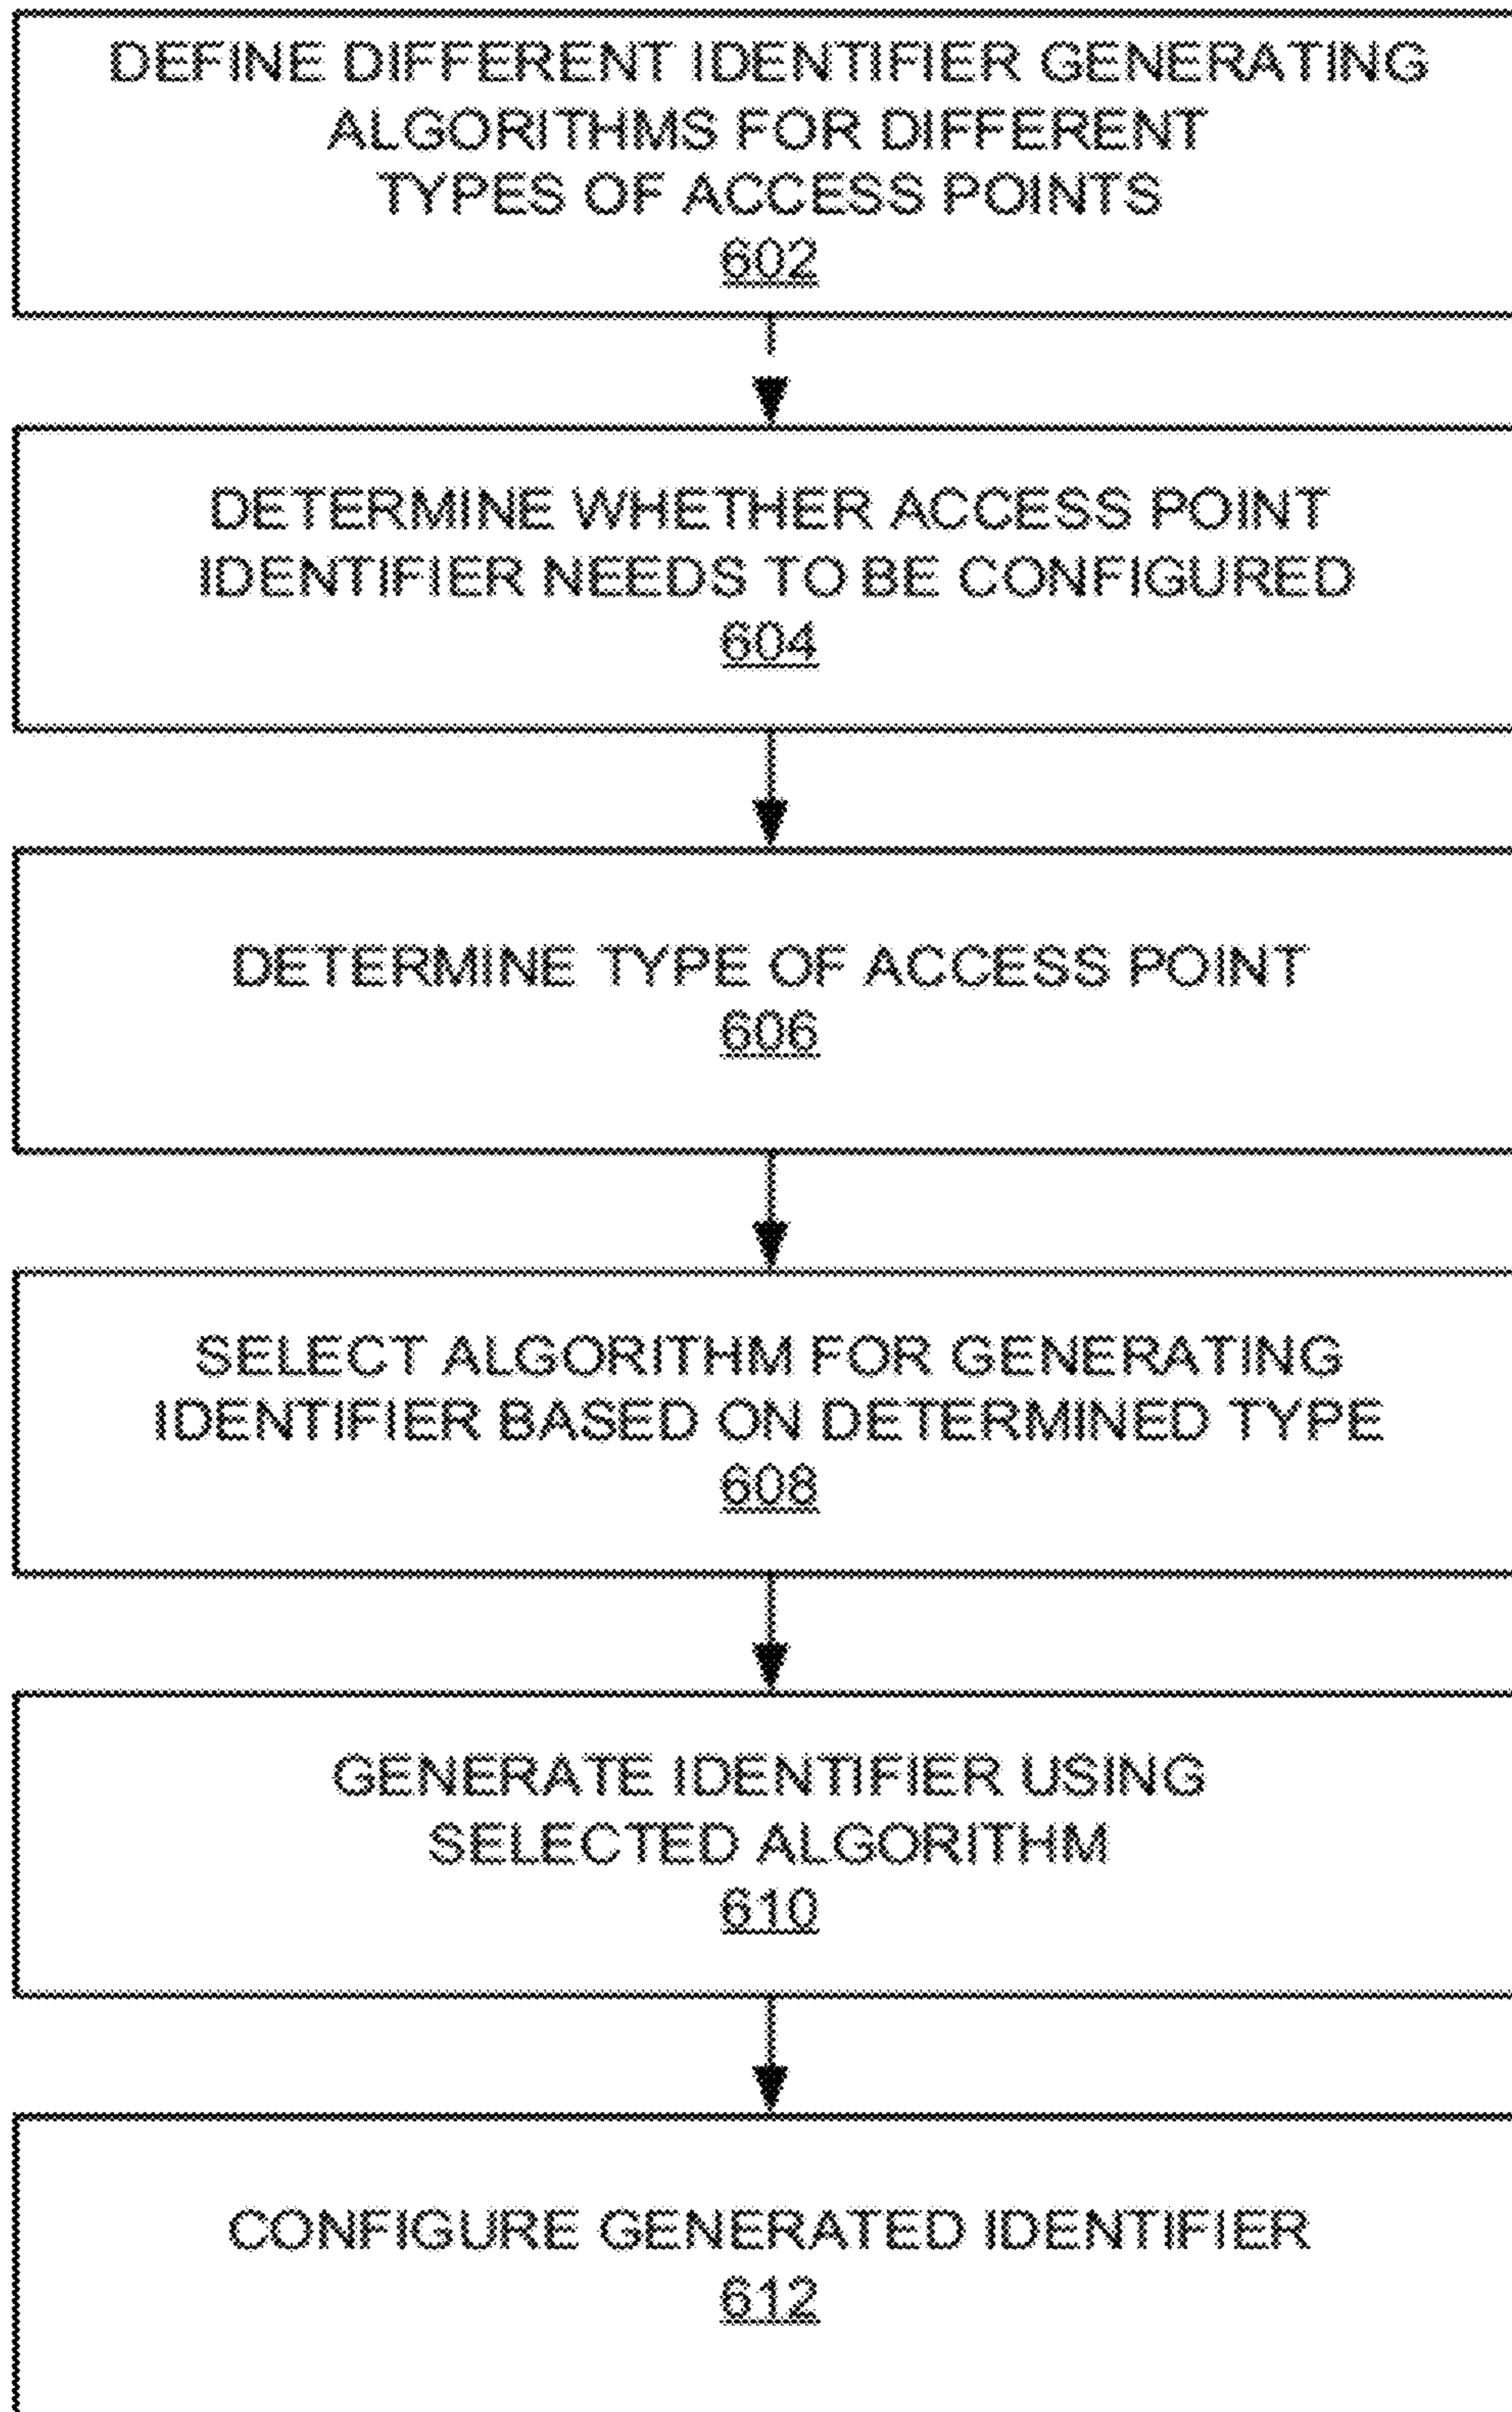 DEFINE DIFFERENT IDENTIFIER GENERATING
ALGORITHMS FOR DIFFERENT
TYPES OF ACCESS POINTS
602
DETERMINE WHETHER ACCESS POINT
IDENTIFIER NEEDS TO BE CONFIGURED
604
DETERMINE TYPE OF ACCESS POINT
606
SELECT ALGORITHM FOR GENERATING
IDENTIFIER BASED ON DETERMINED TYPE
608
GENERATE IDENTIFIER USING
SELECTED ALGORITHM
610
CONFIGURE GENERATED IDENTIFIER
612